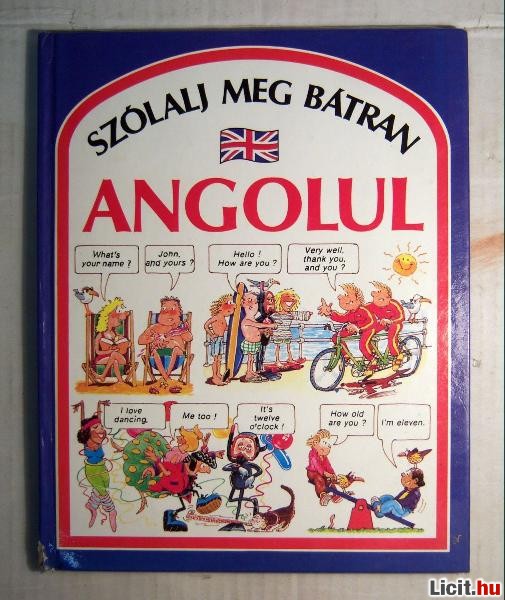 SZÓLALJ MEG BÁTRAN
ANGOLUL
What's
your name ?
John,
and yours ?
Hello !
How are you ?
Very well,
thank you,
and you ?
I love
dancing.
Me too !
It's
twelve
o'clock !
How old
are you ?
I'm eleven.
Licit.hu